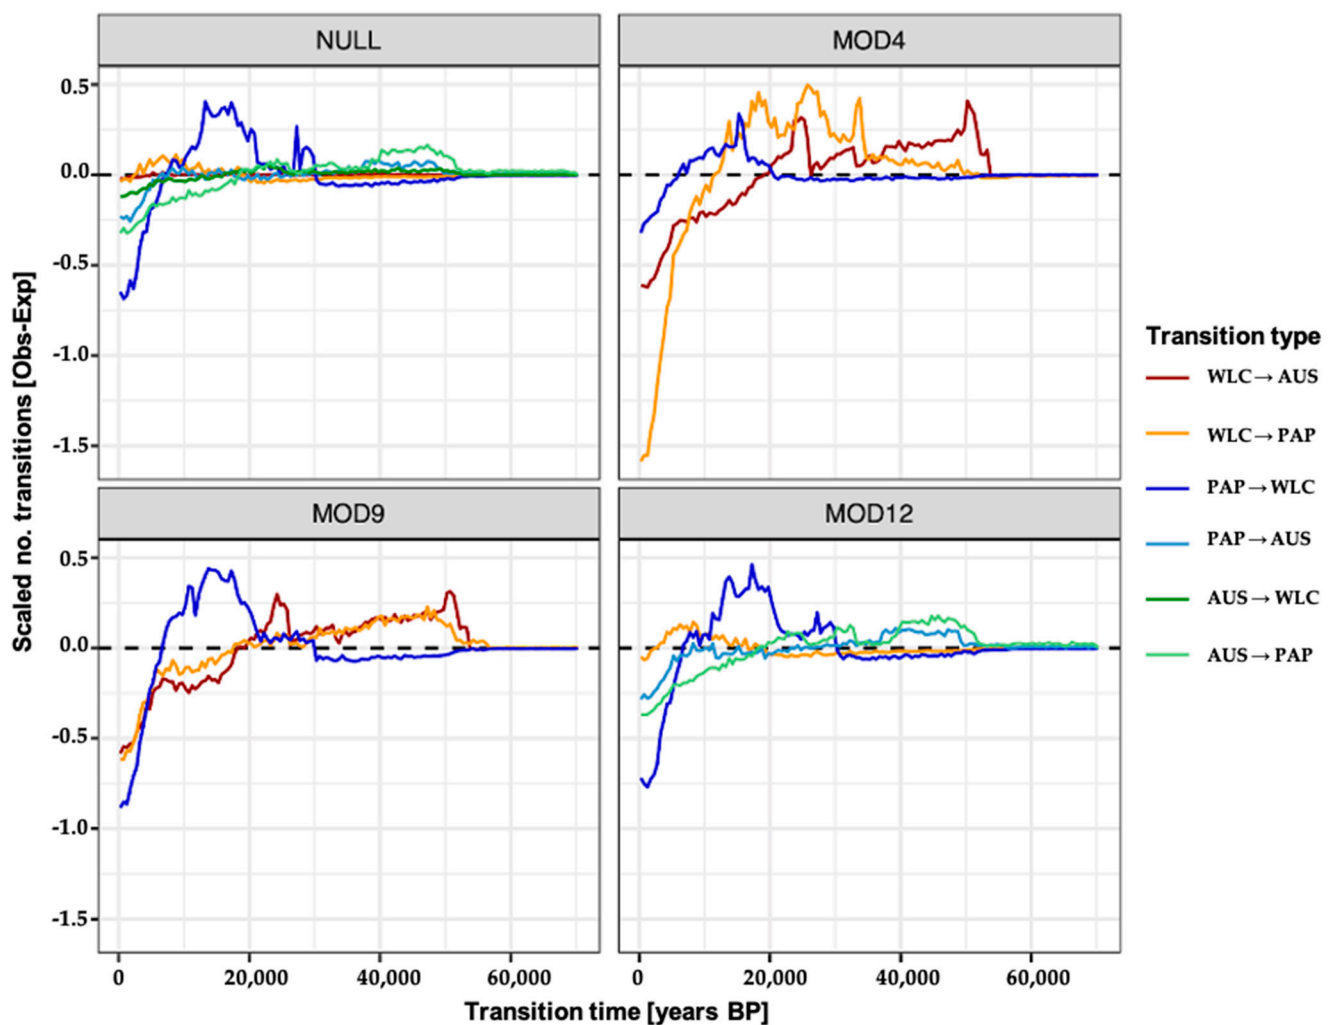 NULL
MOD4
0.5
0.0
-0.5
-1.0
-1.5
MOD9
MOD12
0.5
0.0
-0.5
-1.0
-1.5
0
20,000
40,000
60,000
0
20,000
40,000
60,000
Transition time [years BP]
Scaled no. transitions [Obs-Exp]
Transition type
WLC→AUS
WLC→PAP
PAP→WLC
PAP→AUS
AUS→WLC
AUS→PAP